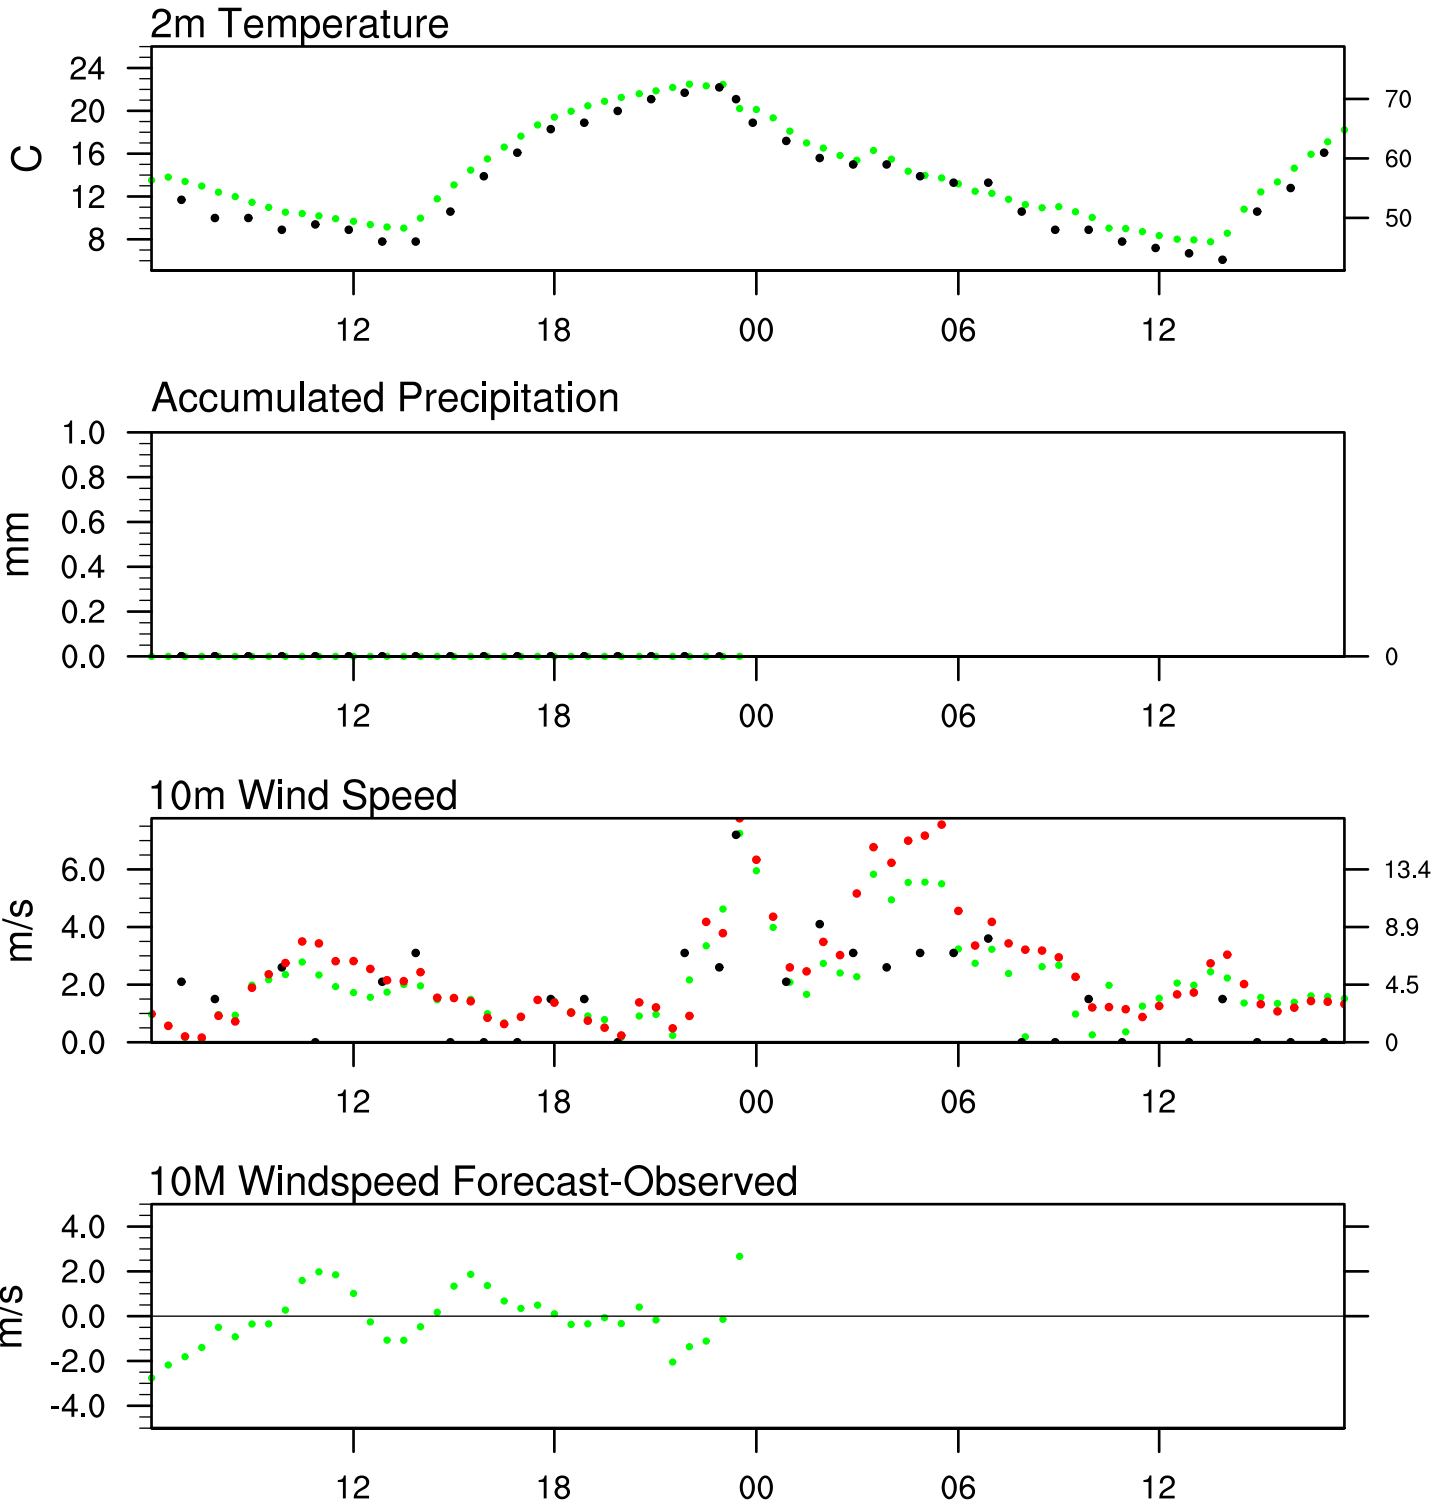 2m Temperature
C
24
20
16
12
8
70
60
50
12 18 00 06 12
Accumulated Precipitation
mm
1.0
0.8
0.6
0.4
0.2
0.0
0
12 18 00 06 12
10m Wind Speed
m/s
6.0
4.0
2.0
0.0
13.4
8.9
4.5
0
12 18 00 06 12
10M Windspeed Forecast-Observed
m/s
4.0
2.0
0.0
-2.0
-4.0
12 18 00 06 12